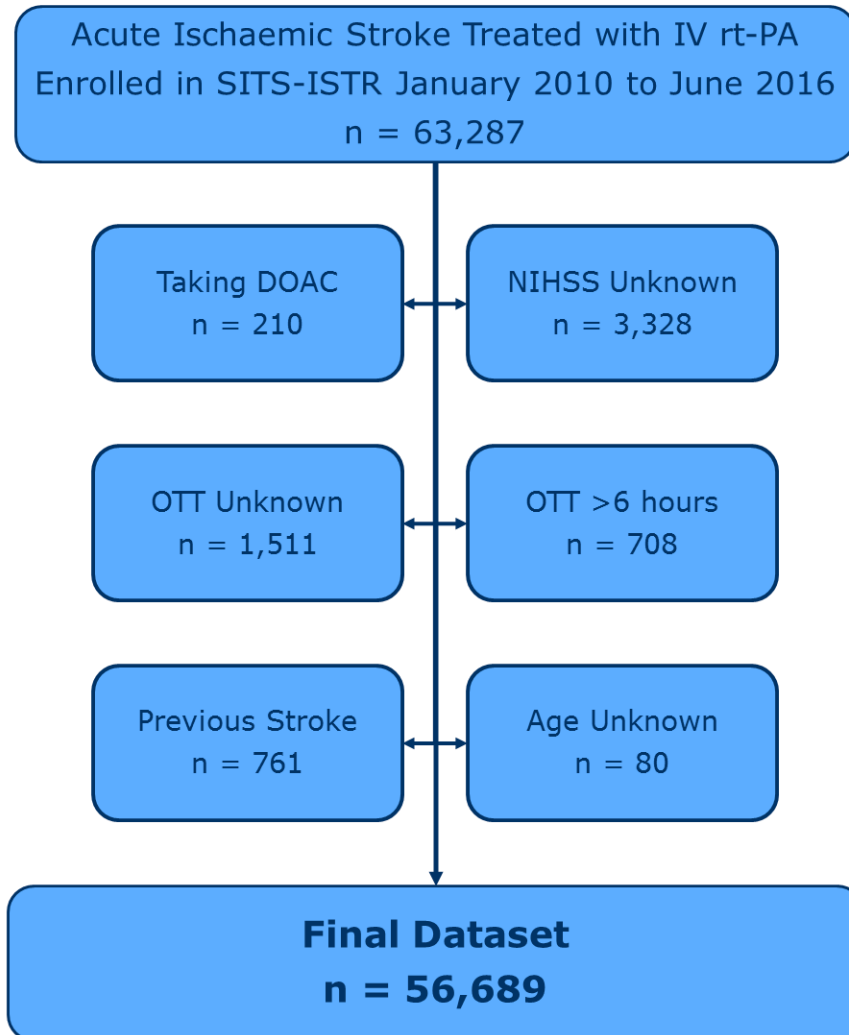 Acute Ischaemic Stroke Treated with IV rt-PA
Enrolled in SITS-ISTR January 2010 to June 2016
n = 63,287
Taking DOAC
n = 210
NIHSS Unknown
n = 3,328
OTT Unknown
n = 1,511
OTT >6 hours
n = 708
Previous Stroke
n = 761
Age Unknown
n = 80
Final Dataset
n = 56,689